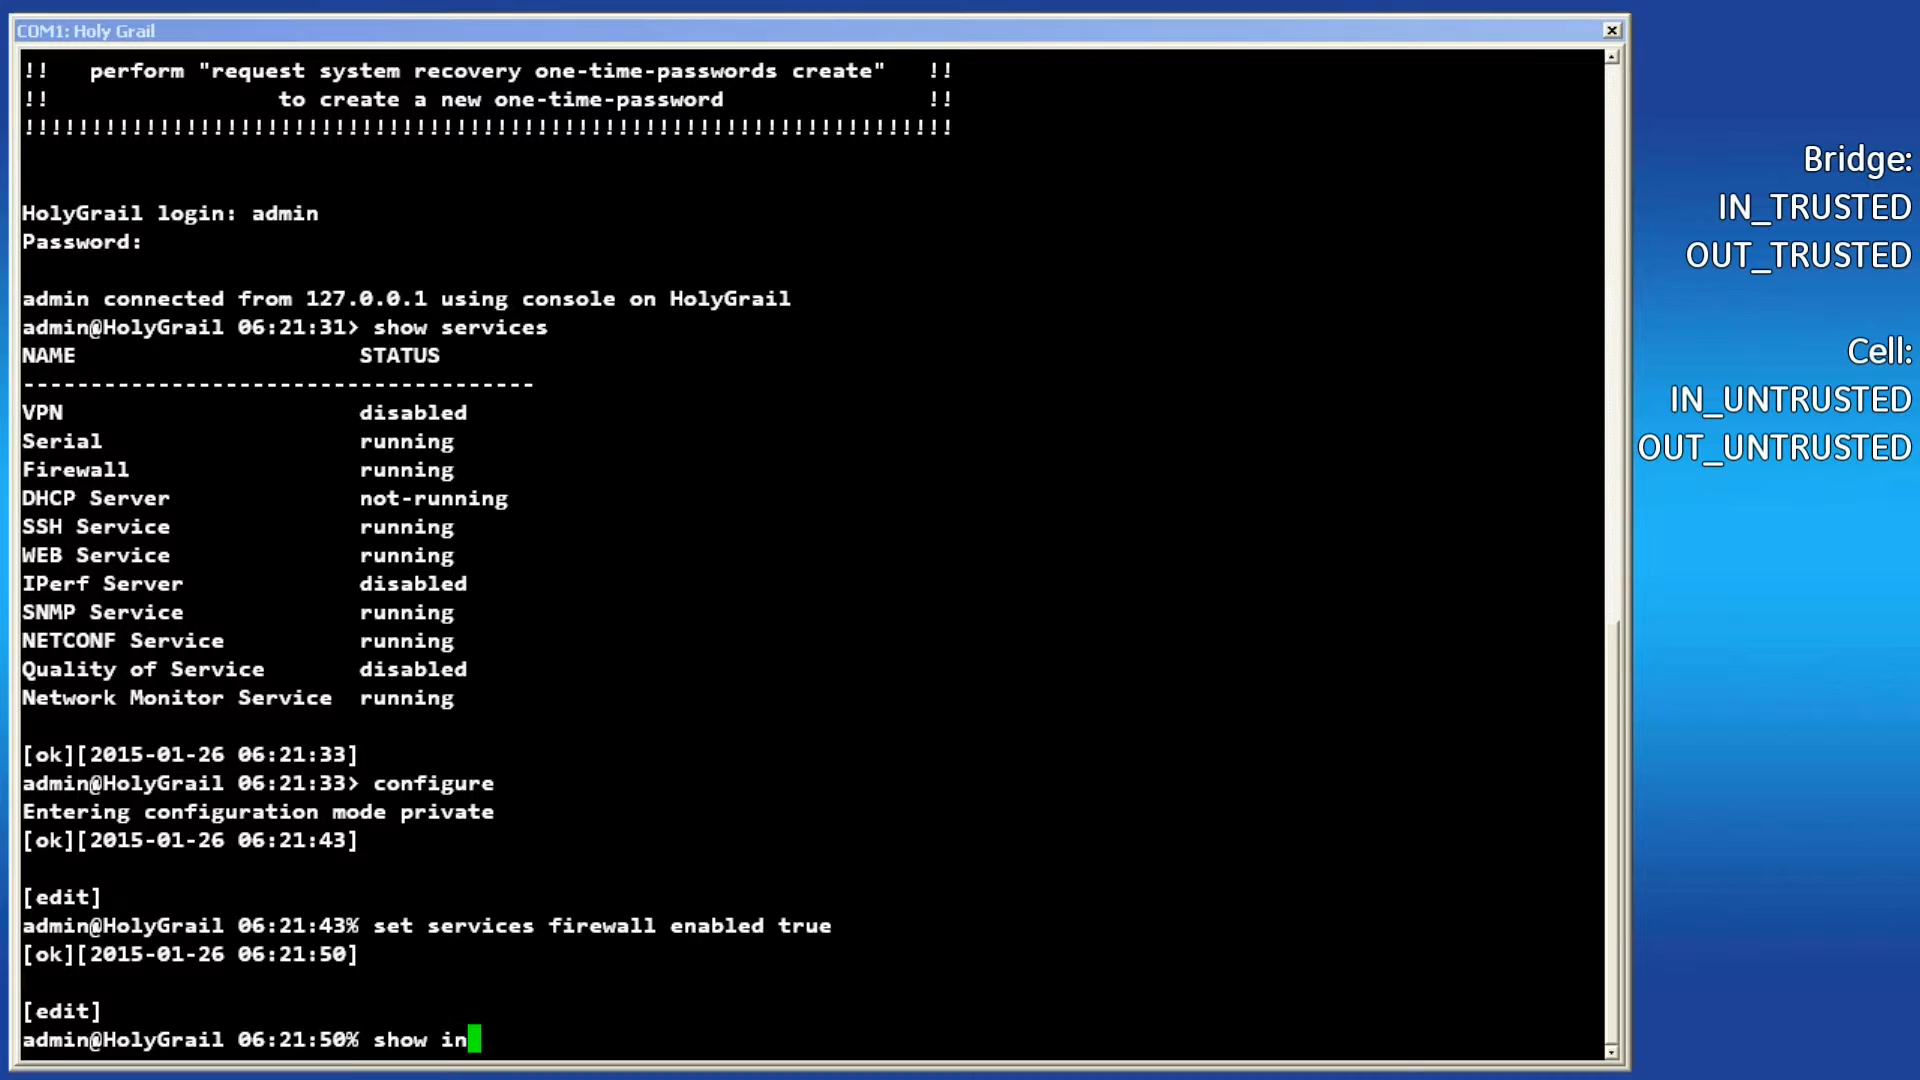 COM1: Holy Grail
!!   perform "request system recovery one-time-passwords create"   !!
!!                 to create a new one-time-password               !!
!!!!!!!!!!!!!!!!!!!!!!!!!!!!!!!!!!!!!!!!!!!!!!!!!!!!!!!!!!!!!!!!!!!!!
HolyGrail login: admin
Password:
admin connected from 127.0.0.1 using console on HolyGrail
admin@HolyGrail 06:21:31> show services
NAME                     STATUS
--------------------------------------
VPN                      disabled
Serial                   running
Firewall                 running
DHCP Server              not-running
SSH Service              running
WEB Service              running
IPerf Server             disabled
SNMP Service             running
NETCONF Service          running
Quality of Service       disabled
Network Monitor Service  running
[ok][2015-01-26 06:21:33]
admin@HolyGrail 06:21:33> configure
Entering configuration mode private
[ok][2015-01-26 06:21:43]
[edit]
admin@HolyGrail 06:21:43% set services firewall enabled true
[ok][2015-01-26 06:21:50]
[edit]
admin@HolyGrail 06:21:50% show in
Bridge:
IN_TRUSTED
OUT_TRUSTED
Cell:
IN_UNTRUSTED
OUT_UNTRUSTED